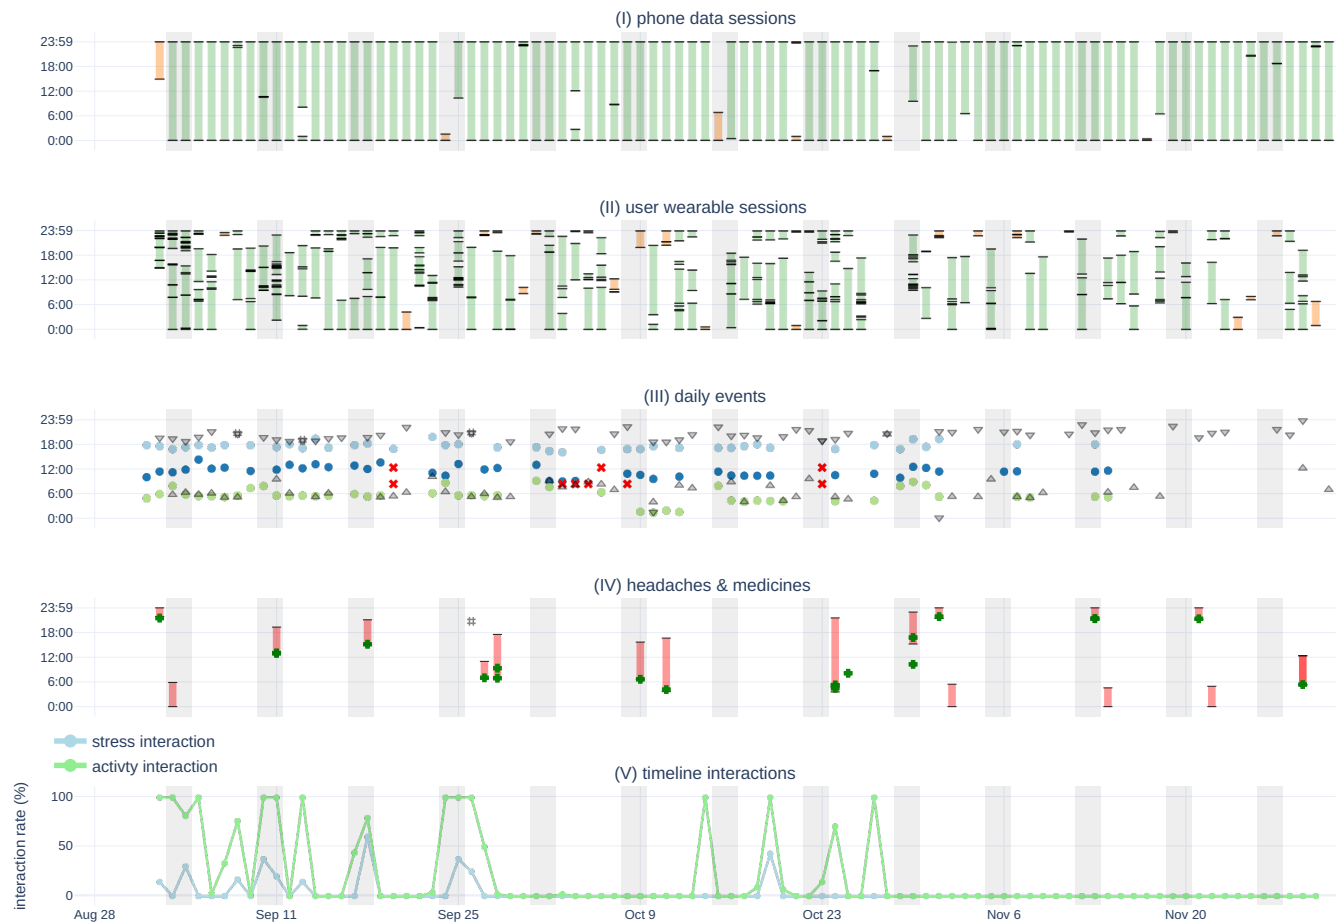 (I) phone data sessions
23:59
18:00
12:00
6:00
0:00
(II) user wearable sessions
23:59
18:00
12:00
6:00
0:00
(III) daily events
23:59
18:00
12:00
6:00
0:00
(IV) headaches & medicines
23:59
18:00
12:00
6:00
0:00
stress interaction
activty interaction
(V) timeline interactions
interaction rate (%)
100
50
0
Aug 28 Sep 11 Sep 25 Oct 9 Oct 23 Nov 6 Nov 20